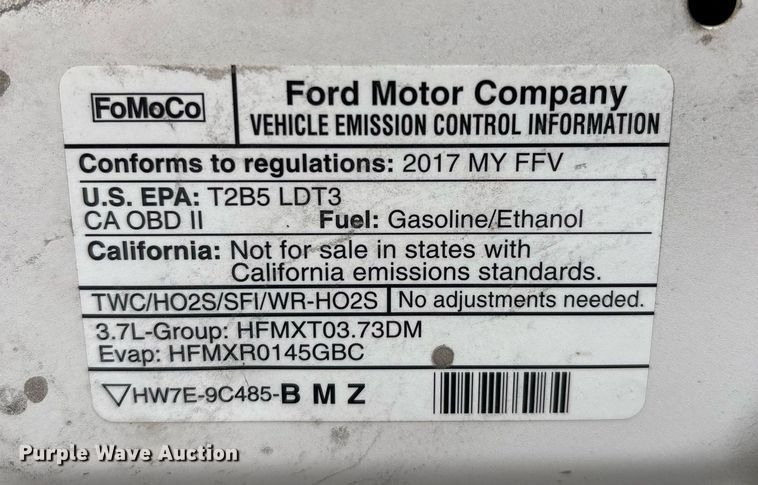 FoMoCo
Ford Motor Company
VEHICLE EMISSION CONTROL INFORMATION
Conforms to regulations: 2017 MY FFV
U.S. EPA: T2B5 LDT3
CA OBD II Fuel: Gasoline/Ethanol
California: Not for sale in states with
California emissions standards.
TWC/HO2S/SFI/WR-HO2S No adjustments needed.
3.7L-Group: HFMXT03.73DM
Evap: HFMXR0145GBC
HW7E-9C485-B M Z
Purple Wave Auction